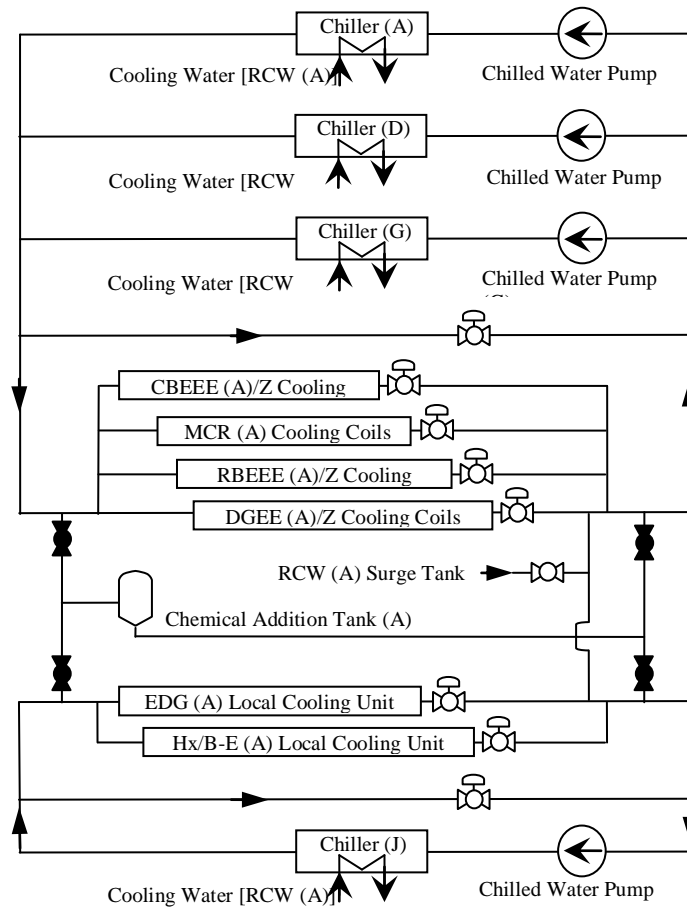 Chiller (A)
Cooling Water [RCW (A)]
Chilled Water Pump
Chiller (D)
Cooling Water [RCW
Chilled Water Pump
Chiller (G)
Cooling Water [RCW
Chilled Water Pump
CBEEE (A)/Z Cooling
MCR (A) Cooling Coils
RBEEE (A)/Z Cooling
DGEE (A)/Z Cooling Coils
RCW (A) Surge Tank
Chemical Addition Tank (A)
EDG (A) Local Cooling Unit
Hx/B-E (A) Local Cooling Unit
Chiller (J)
Cooling Water [RCW (A)]
Chilled Water Pump